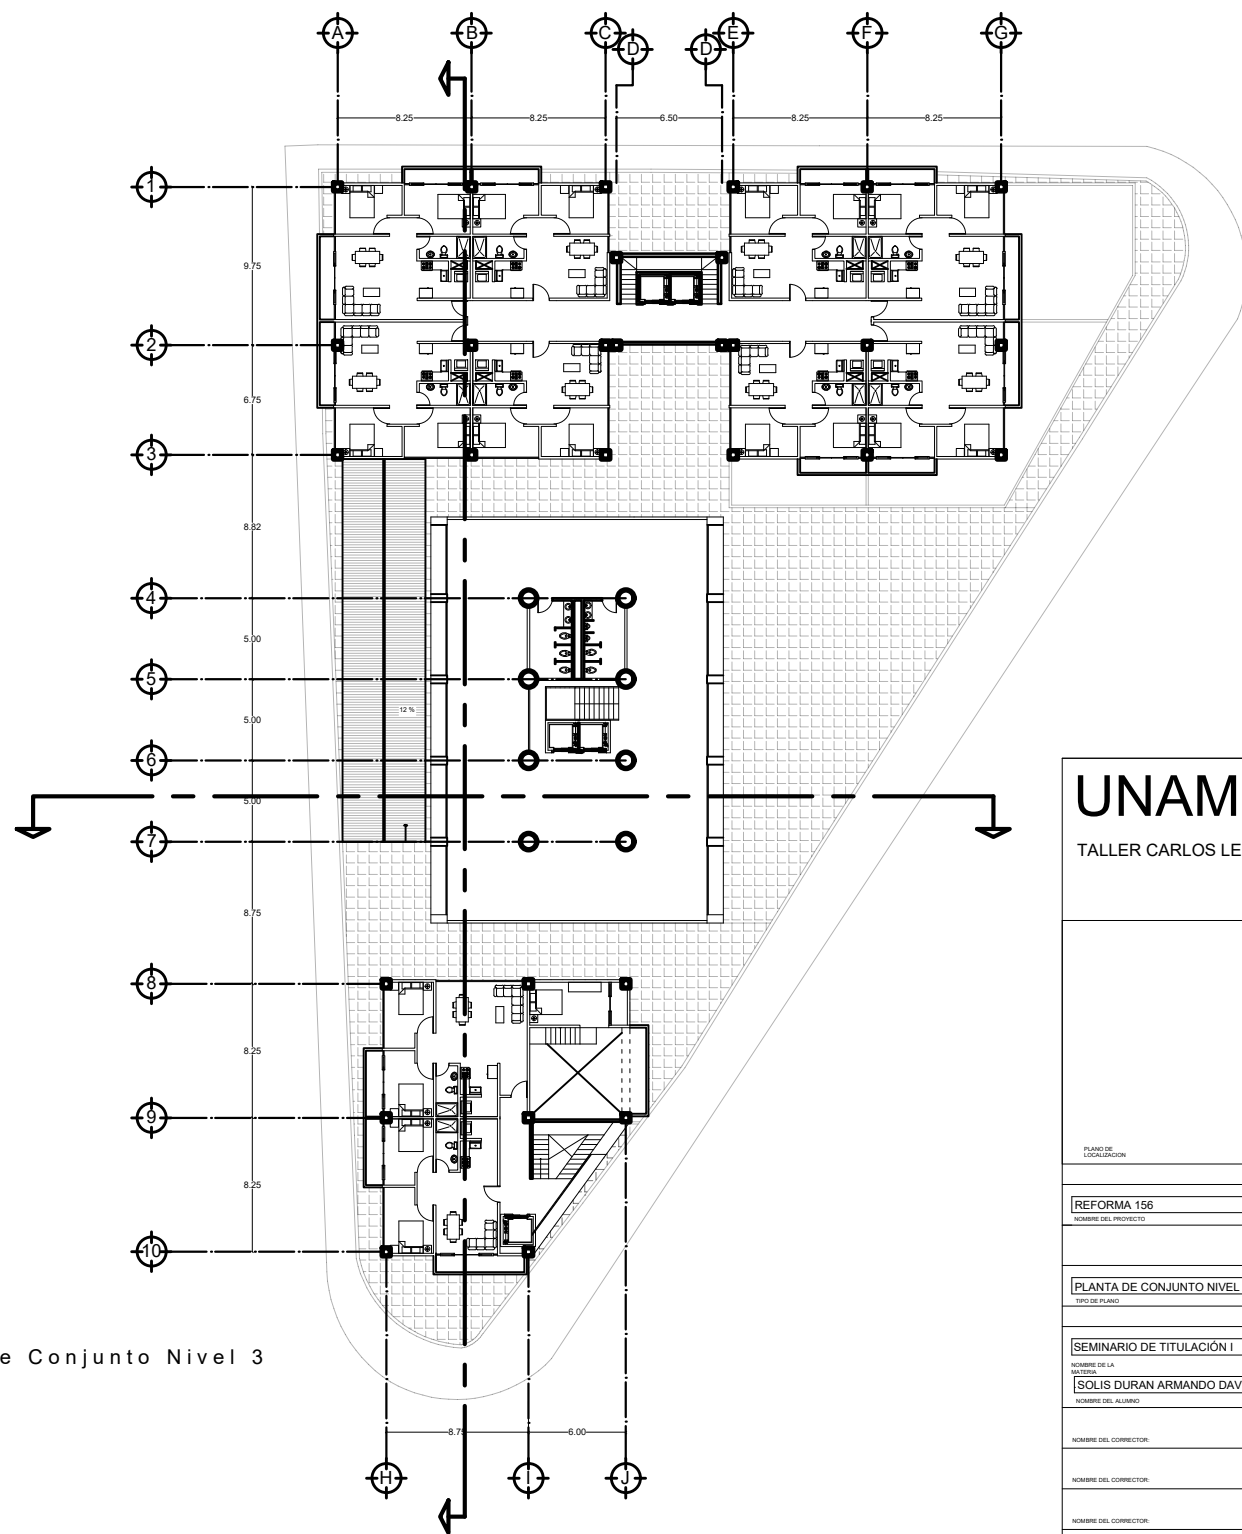 A B C D D E F G
8.25 8.25 6.50 8.25 8.25
1
9.75
2
6.75
3
8.82
4
5.00
5
12 %
5.00
6
5.00
7
8.75
8
8.25
9
8.25
10
e Conjunto Nivel 3
8.75 6.00
H I J
UNAM
TALLER CARLOS LE
PLANO DE
LOCALIZACION
REFORMA 156
NOMBRE DEL PROYECTO
PLANTA DE CONJUNTO NIVEL
TIPO DE PLANO
SEMINARIO DE TITULACIÓN I
NOMBRE DE LA
MATERIA
SOLIS DURAN ARMANDO DAV
NOMBRE DEL ALUMNO
NOMBRE DEL CORRECTOR:
NOMBRE DEL CORRECTOR:
NOMBRE DEL CORRECTOR: